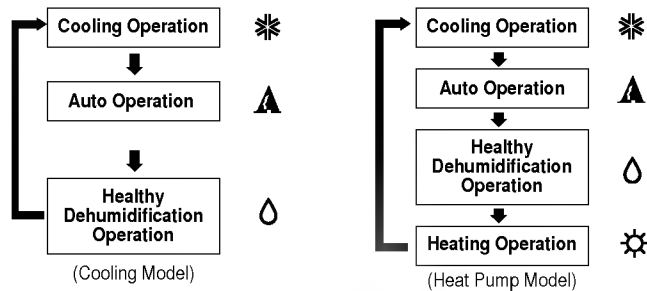 Cooling Operation
Auto Operation
Healthy
Dehumidification
Operation
(Cooling Model)
Cooling Operation
Auto Operation
Healthy
Dehumidification
Operation
Heating Operation
(Heat Pump Model)